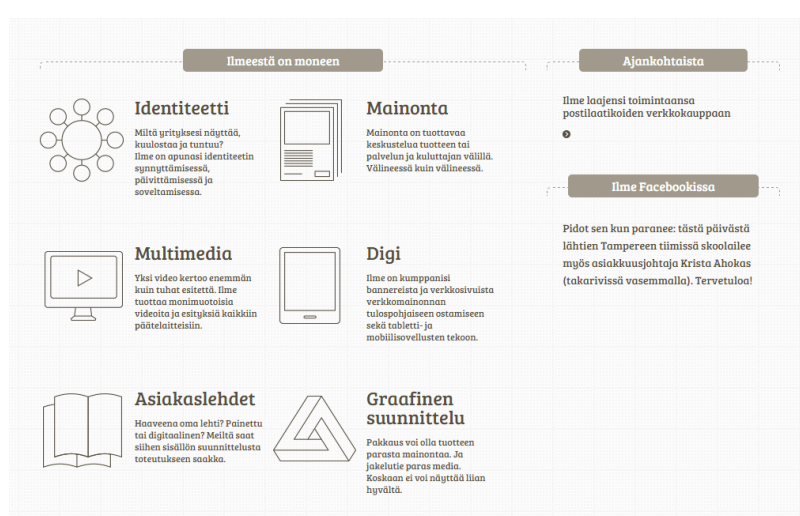 Ilmeestä on moneen
Identiteetti
Miltä yrityksesi näyttää,
kuulostaa ja tuntuu?
Ilme on apunasi identiteetin
synnyttämisessä,
päivittämisessä ja
soveltamisessa.
Mainonta
Mainonta on tuottavaa
keskustelua tuotteen tai
palvelun ja kuluttajan välillä.
Välineessä kuin välineessä.
Multimedia
Yksi video kertoo enemmän
kuin tuhat esitettä. Ilme
tuottaa monimuotoisia
videoita ja esityksiä kaikkiin
päätelaitteisiin.
Digi
Ilme on kumppanisi
bannereista ja verkkosivuista
verkkomainonnan
tulospohjaiseen ostamiseen
sekä tabletti- ja
mobiilisovellusten tekoon.
Asiakaslehdet
Haaveena oma lehti? Painettu
tai digitaalinen? Meiltä saat
siihen sisällön suunnittelusta
toteutukseen saakka.
Graafinen
suunnittelu
Pakkaus voi olla tuotteen
parasta mainontaa. Ja
jakelutie paras media.
Koskaan ei voi näyttää liian
hyvältä.
Ajankohtaista
Ilme laajensi toimintaansa
postilaatikoiden verkkokauppaan
Ilme Facebookissa
Pidot sen kun paranee: tästä päivästä
lähtien Tampereen tiimissä skoolailee
myös asiakkuusjohtaja Krista Ahokas
(takarivissä vasemmalla). Tervetuloa!